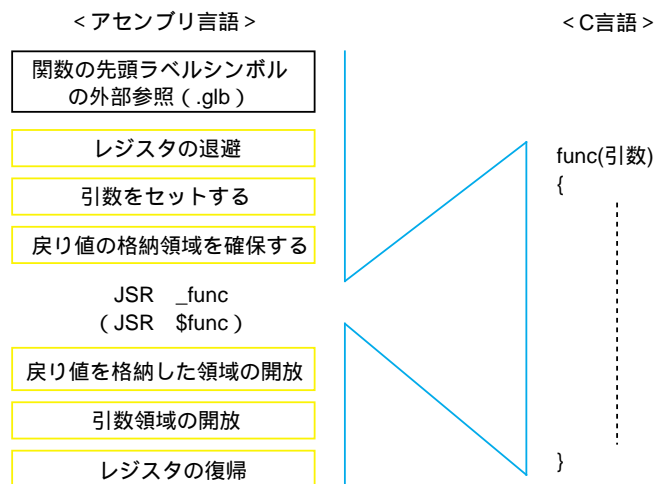 ＜アセンブリ言語＞
＜C言語＞
関数の先頭ラベルシンボル
の外部参照（.glb）
レジスタの退避
引数をセットする
戻り値の格納領域を確保する
JSR _func
（JSR $func）
戻り値を格納した領域の開放
引数領域の開放
レジスタの復帰
func(引数)
{
}